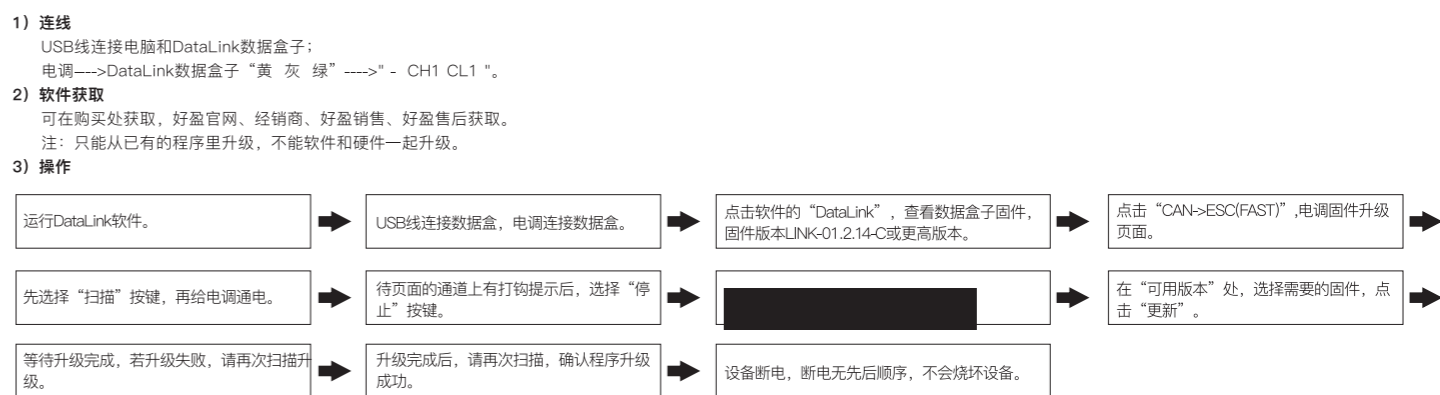 1）连线
USB线连接电脑和DataLink数据盒子；
电调---->DataLink数据盒子“黄 灰 绿”---->" - CH1 CL1 "。
2）软件获取
可在购买处获取，好盈官网、经销商、好盈销售、好盈售后获取。
注：只能从已有的程序里升级，不能软件和硬件一起升级。
3）操作
运行DataLink软件。
USB线连接数据盒，电调连接数据盒。
点击软件的“DataLink”，查看数据盒子固件，
固件版本LINK-01.2.14-C或更高版本。
点击“CAN->ESC(FAST)”,电调固件升级
页面。
先选择“扫描”按键，再给电调通电。
待页面的通道上有打钩提示后，选择“停
止”按键。
在“可用版本”处，选择需要的固件，点
击“更新”。
等待升级完成，若升级失败，请再次扫描升
级。
升级完成后，请再次扫描，确认程序升级
成功。
设备断电，断电无先后顺序，不会烧坏设备。